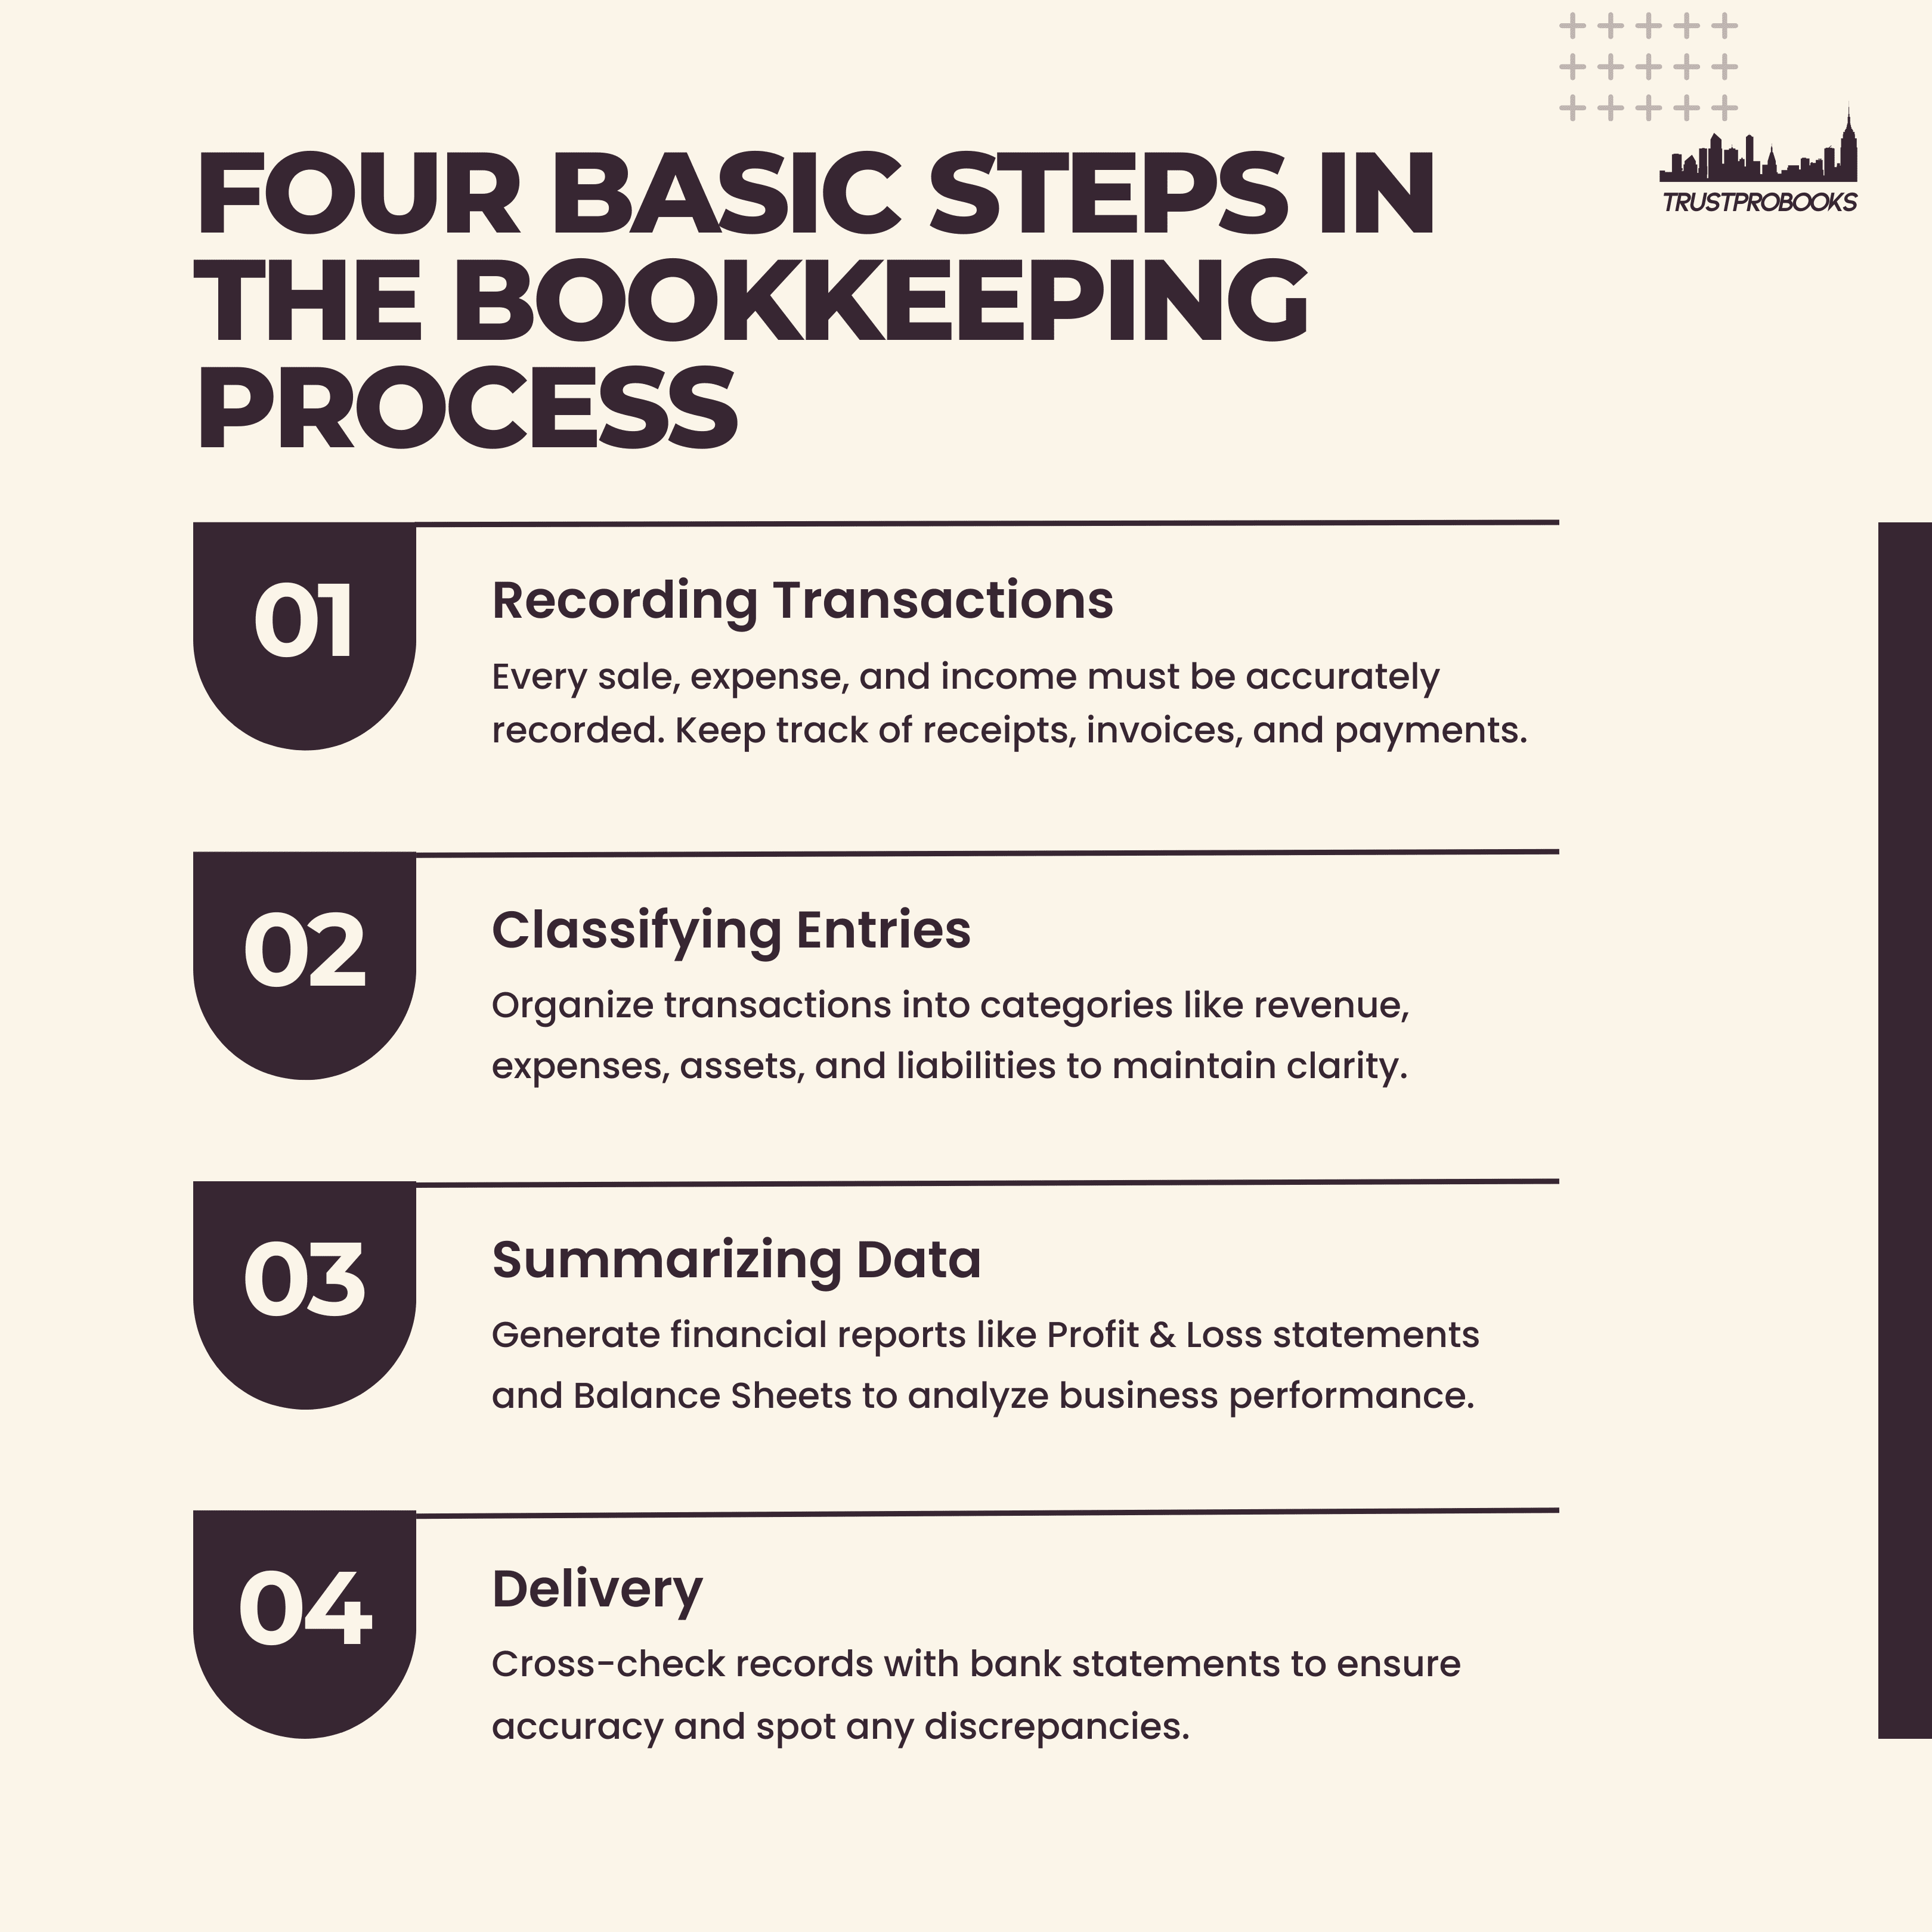 FOUR BASIC STEPS IN
THE BOOKKEEPING
PROCESS
TRUSTPROBOOKS
01
Recording Transactions
Every sale, expense, and income must be accurately
recorded. Keep track of receipts, invoices, and payments.
02
Classifying Entries
Organize transactions into categories like revenue,
expenses, assets, and liabilities to maintain clarity.
03
Summarizing Data
Generate financial reports like Profit & Loss statements
and Balance Sheets to analyze business performance.
04
Delivery
Cross-check records with bank statements to ensure
accuracy and spot any discrepancies.